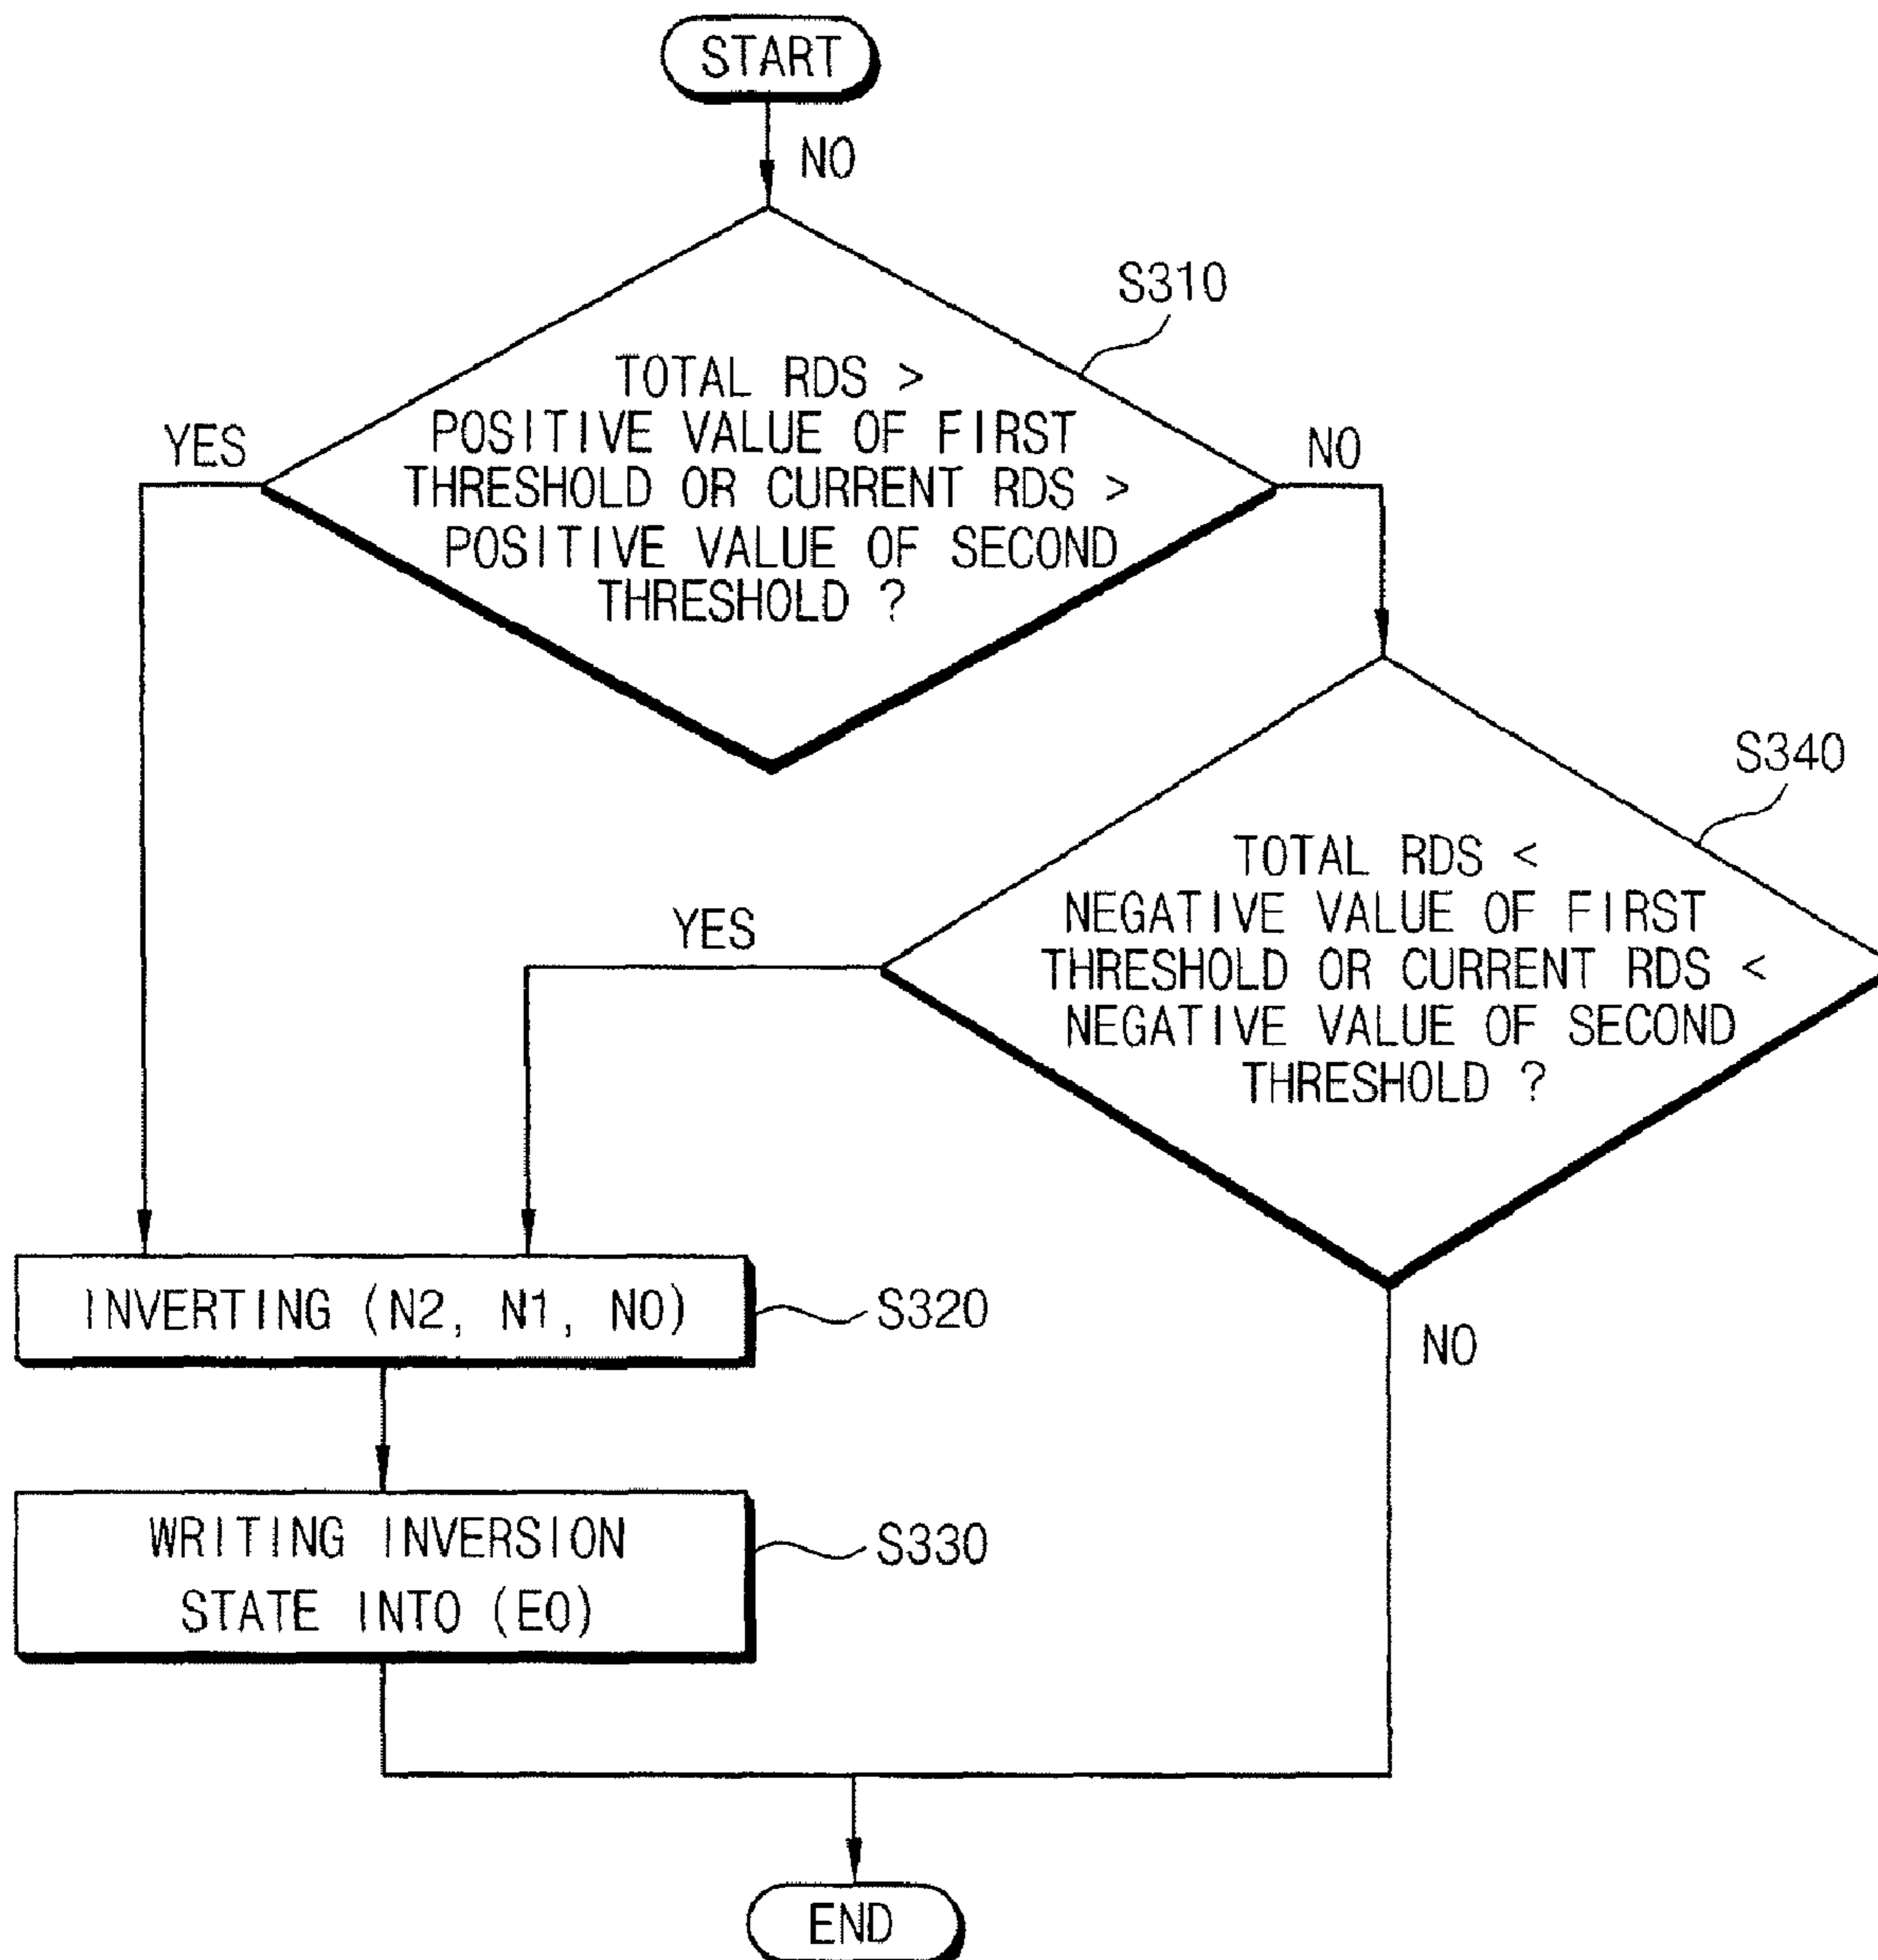 START
NO
S310
TOTAL RDS >
POSITIVE VALUE OF FIRST
THRESHOLD OR CURRENT RDS >
POSITIVE VALUE OF SECOND
THRESHOLD ?
YES
NO
S340
TOTAL RDS <
NEGATIVE VALUE OF FIRST
THRESHOLD OR CURRENT RDS <
NEGATIVE VALUE OF SECOND
THRESHOLD ?
YES
INVERTING (N2, N1, N0)
S320
NO
WRITING INVERSION
STATE INTO (E0)
S330
END